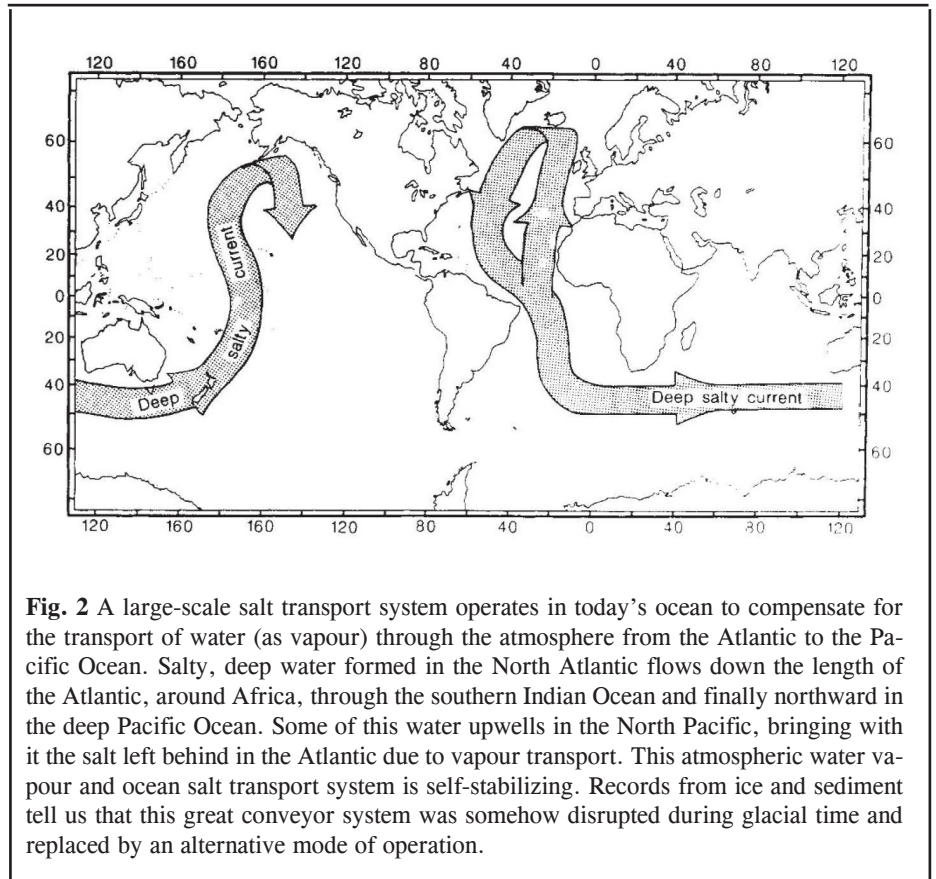 120 160 160 120 80 40 0 40 80 120
60 60
40 40
20 20
0 0
20 20
40 40
60 60
Deep salty current
Deep salty current
120 160 160 120 80 40 0 40 80 120
Fig. 2 A large-scale salt transport system operates in today's ocean to compensate for
the transport of water (as vapour) through the atmosphere from the Atlantic to the Pa-
cific Ocean. Salty, deep water formed in the North Atlantic flows down the length of
the Atlantic, around Africa, through the southern Indian Ocean and finally northward in
the deep Pacific Ocean. Some of this water upwells in the North Pacific, bringing with
it the salt left behind in the Atlantic due to vapour transport. This atmospheric water va-
pour and ocean salt transport system is self-stabilizing. Records from ice and sediment
tell us that this great conveyor system was somehow disrupted during glacial time and
replaced by an alternative mode of operation.